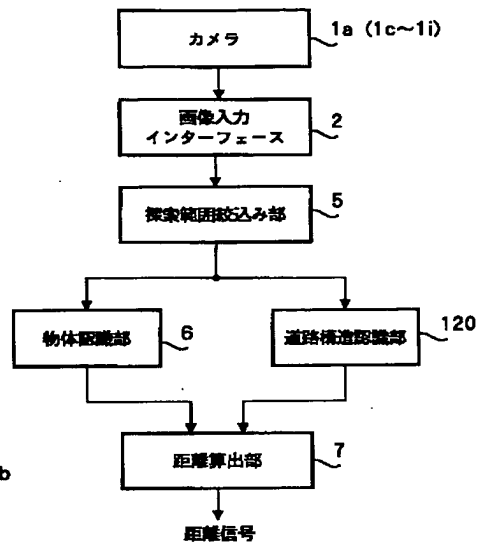 カメラ
1a (1c~1i)
画像入力
インターフェース
2
探索範囲絞込み部
5
物体認識部
6
道路構造認識部
120
距離算出部
7
b
距離信号